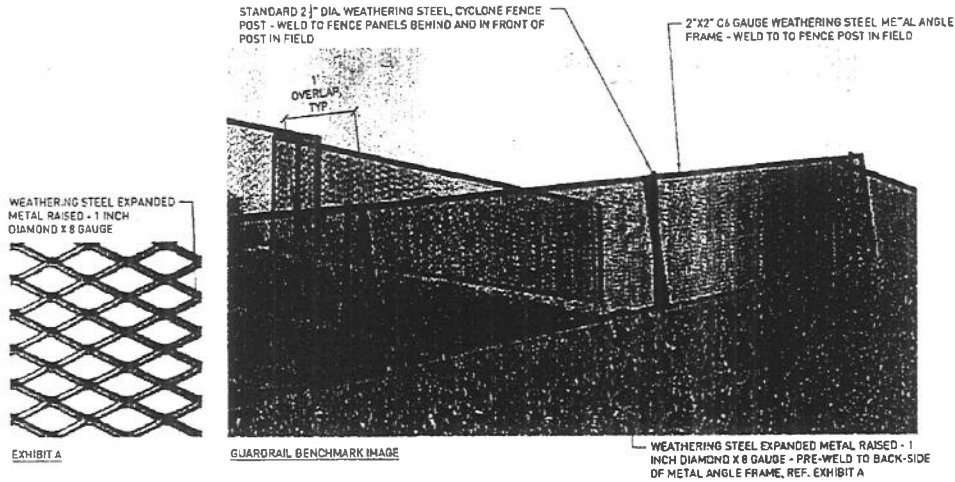 STANDARD 2½" DIA. WEATHERING STEEL, CYCLONE FENCE
POST - WELD TO FENCE PANELS BEHIND AND IN FRONT OF
POST IN FIELD
2"X2" C6 GAUGE WEATHERING STEEL METAL ANGLE
FRAME - WELD TO TO FENCE POST IN FIELD
1'
OVERLAP,
TYP
WEATHERING STEEL EXPANDED
METAL RAISED - 1 INCH
DIAMOND X 8 GAUGE
EXHIBIT A
GUARDRAIL BENCHMARK IMAGE
WEATHERING STEEL EXPANDED METAL RAISED - 1
INCH DIAMOND X 8 GAUGE - PRE-WELD TO BACK-SIDE
OF METAL ANGLE FRAME, REF. EXHIBIT A